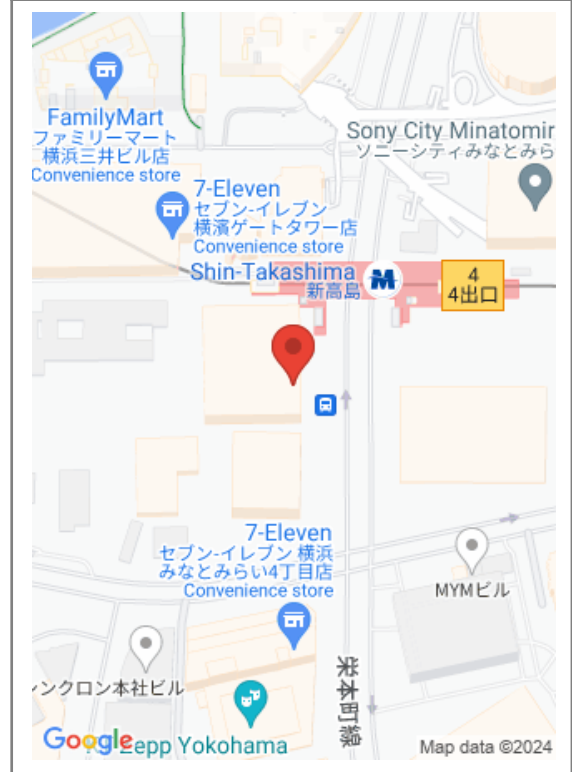 FamilyMart
ファミリーマート
横浜三井ビル店
Convenience store
Sony City Minatomir
ソニーシティみなとみら
7-Eleven
セブン-イレブン
横濱ゲートタワー店
Convenience store
Shin-Takashima
新高島
4
4出口
7-Eleven
セブン-イレブン 横浜
みなとみらい4丁目店
Convenience store
MYMビル
シンクロン本社ビル
栄本町線
Google
Zepp Yokohama
Map data ©2024